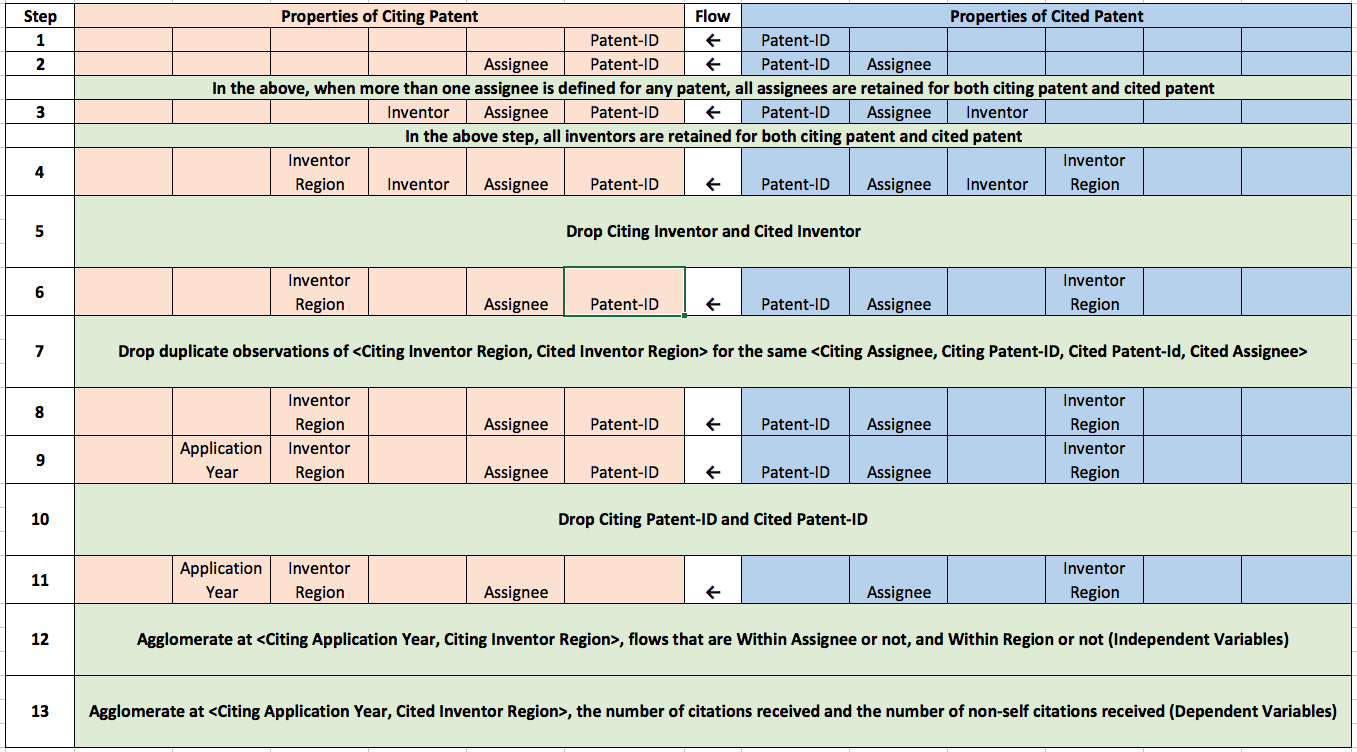 Step Properties of Citing Patent Flow Properties of Cited Patent
1 Patent-ID ← Patent-ID
2 Assignee Patent-ID ← Patent-ID Assignee
In the above, when more than one assignee is defined for any patent, all assignees are retained for both citing patent and cited patent
3 Inventor Assignee Patent-ID ← Patent-ID Assignee Inventor
In the above step, all inventors are retained for both citing patent and cited patent
Inventor Inventor
4 Region Inventor Assignee Patent-ID ← Patent-ID Assignee Inventor Region
5 Drop Citing Inventor and Cited Inventor
Inventor Inventor
6 Region Assignee Patent-ID ← Patent-ID Assignee Region
7 Drop duplicate observations of <Citing Inventor Region, Cited Inventor Region> for the same <Citing Assignee, Citing Patent-ID, Cited Patent-Id, Cited Assignee>
Inventor Inventor
8 Region Assignee Patent-ID ← Patent-ID Assignee Region
Application Inventor Inventor
9 Year Region Assignee Patent-ID ← Patent-ID Assignee Region
10 Drop Citing Patent-ID and Cited Patent-ID
Application Inventor Inventor
11 Year Region Assignee ← Assignee Region
12 Agglomerate at <Citing Application Year, Citing Inventor Region>, flows that are Within Assignee or not, and Within Region or not (Independent Variables)
13 Agglomerate at <Citing Application Year, Cited Inventor Region>, the number of citations received and the number of non-self citations received (Dependent Variables)